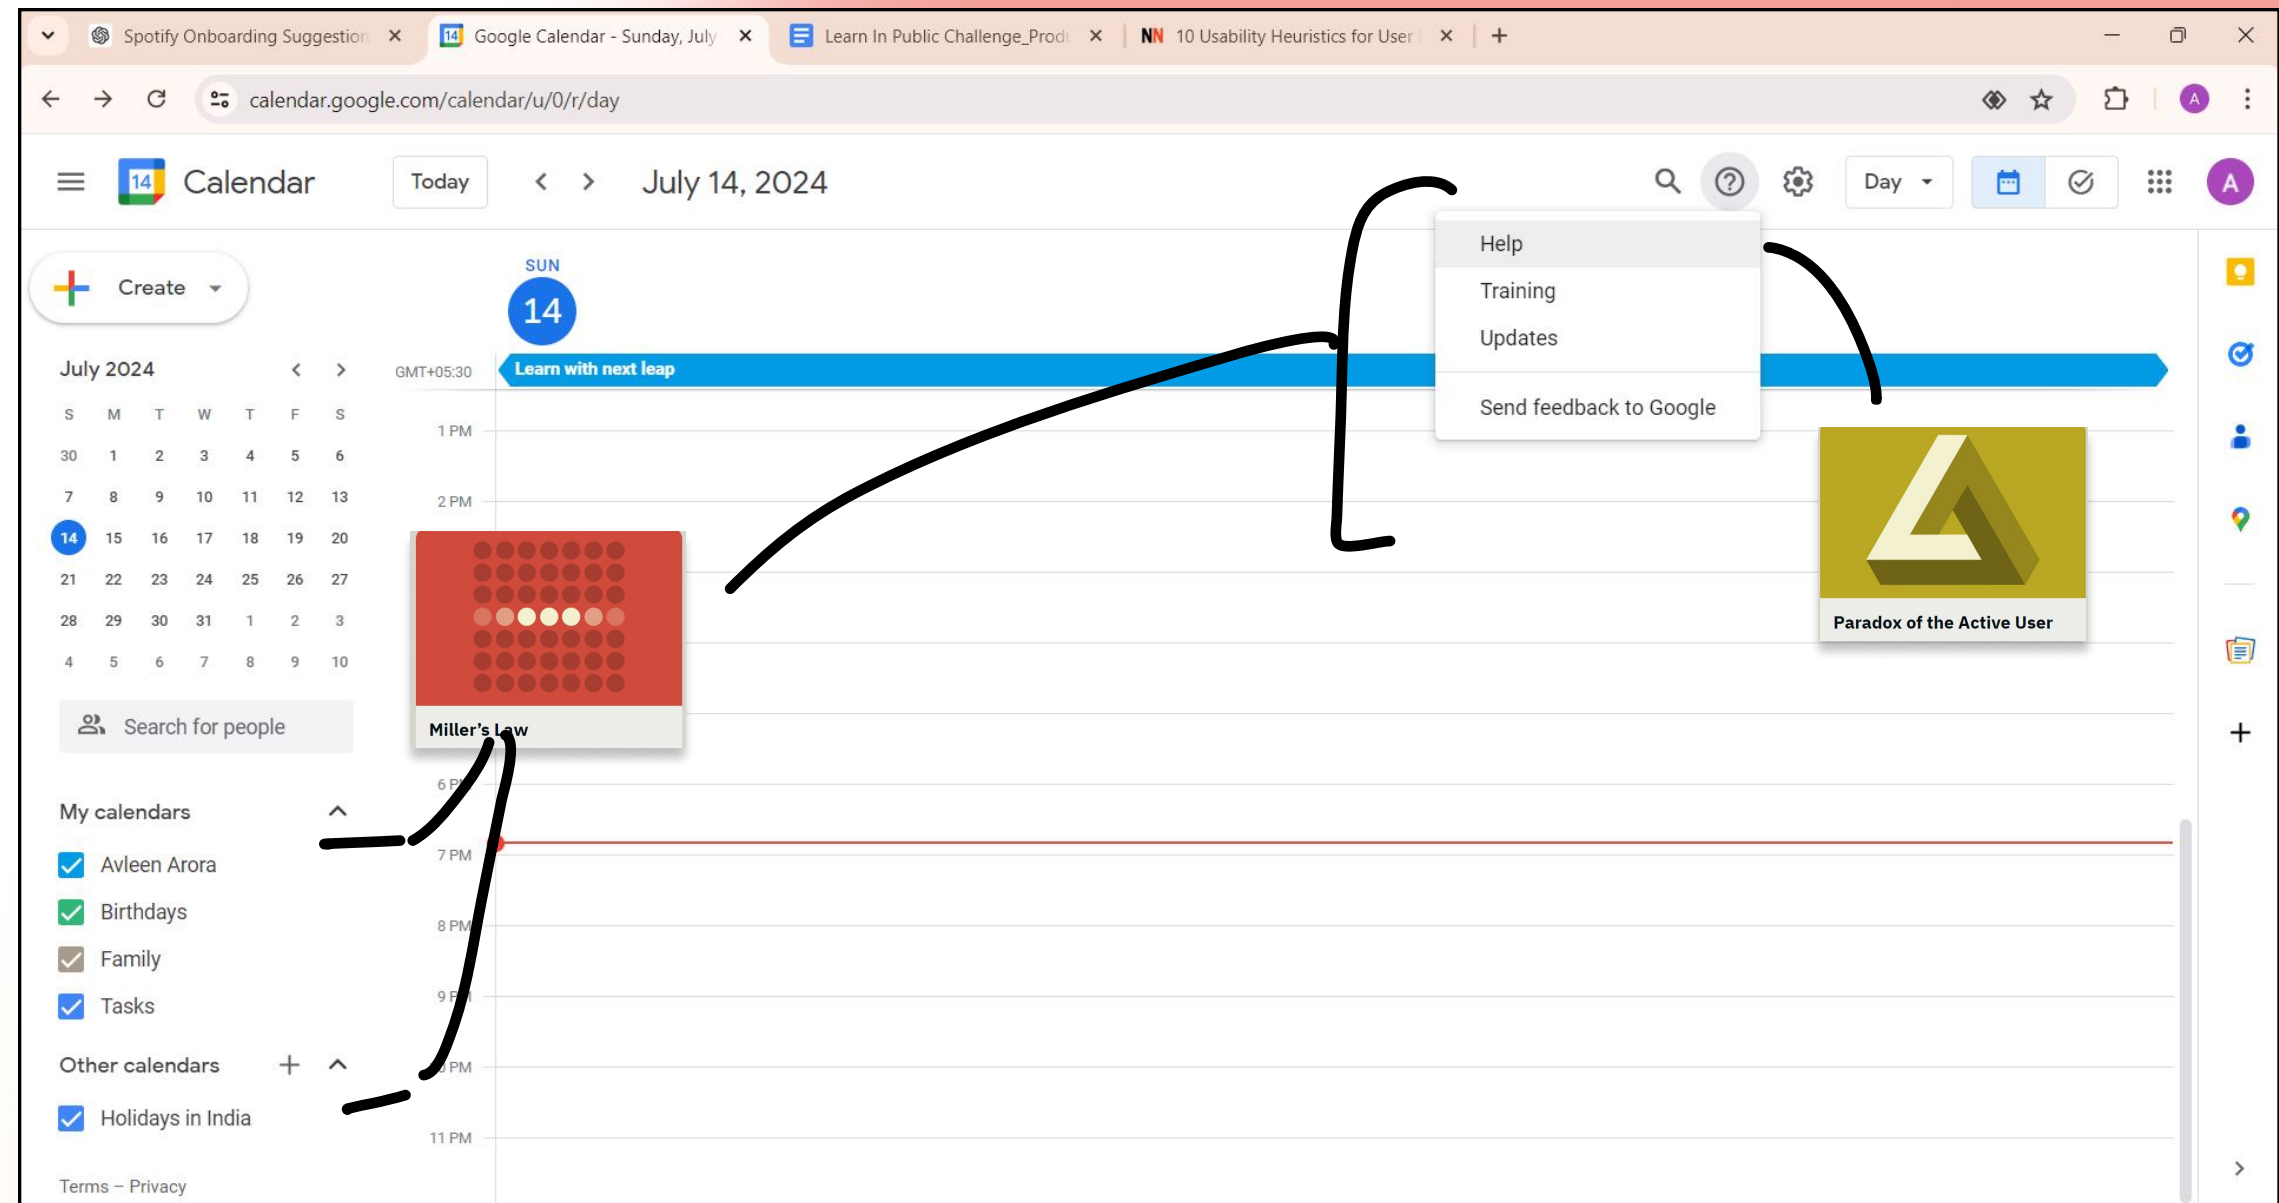 Spotify Onboarding Suggestion
Google Calendar - Sunday, July
Learn In Public Challenge_Prod
NN 10 Usability Heuristics for User
calendar.google.com/calendar/u/0/r/day
A
14 Calendar
Today
July 14, 2024
Day
A
Help
Training
Updates
Send feedback to Google
Create
SUN
14
July 2024
S M T W T F S
30 1 2 3 4 5 6
7 8 9 10 11 12 13
14 15 16 17 18 19 20
21 22 23 24 25 26 27
28 29 30 31 1 2 3
4 5 6 7 8 9 10
GMT+05:30
Learn with next leap
1 PM
2 PM
Miller's Law
Paradox of the Active User
Search for people
My calendars
Avleen Arora
Birthdays
Family
Tasks
Other calendars
Holidays in India
Terms – Privacy
7 PM
8 PM
PM
11 PM